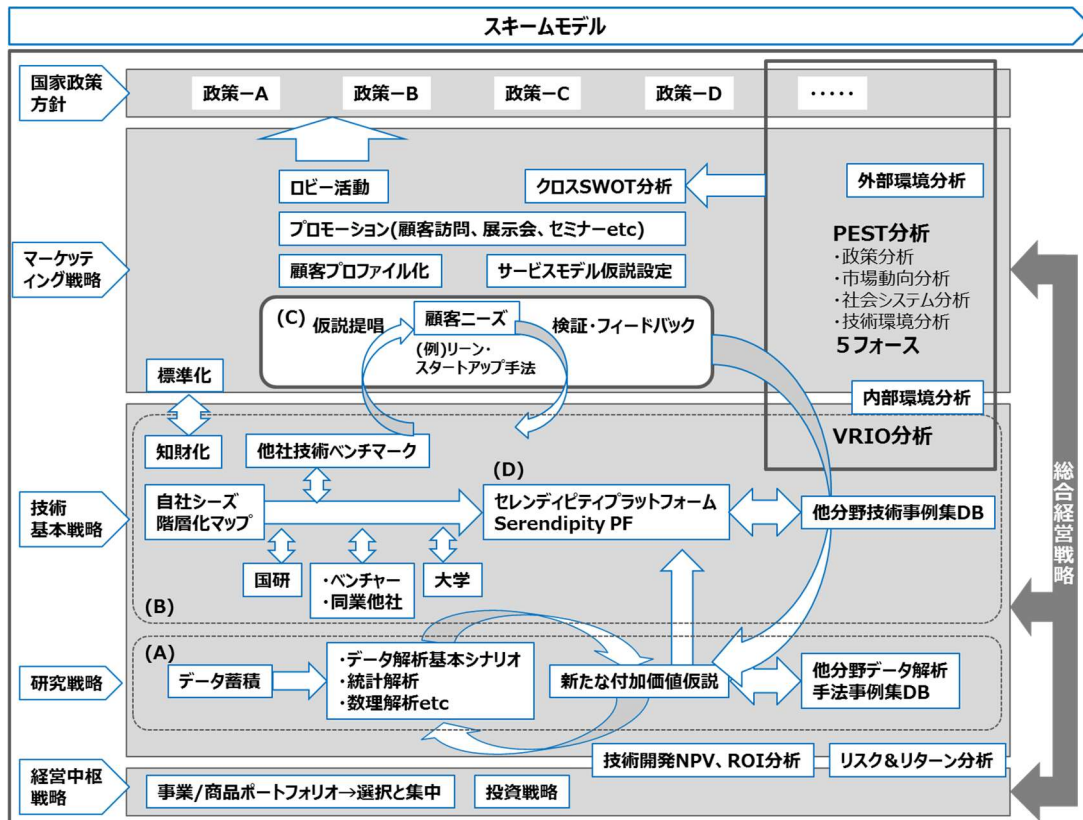 スキームモデル
国家政策
方針
政策－A
政策－B
政策－C
政策－D
・・・・・
ロビー活動
クロスSWOT分析
外部環境分析
プロモーション(顧客訪問、展示会、セミナーetc)
PEST分析
・政策分析
・市場動向分析
・社会システム分析
・技術環境分析
５フォース
マーケッテ
ィング戦略
顧客プロファイル化
サービスモデル仮説設定
(C)
仮説提唱
顧客ニーズ
検証・フィードバック
(例)リーン・
スタートアップ手法
標準化
内部環境分析
知財化
他社技術ベンチマーク
VRIO分析
(D)
技術
基本戦略
自社シーズ
階層化マップ
セレンディピティプラットフォーム
Serendipity PF
他分野技術事例集DB
総合経営戦略
国研
・ベンチャー
・同業他社
大学
(B)
(A)
研究戦略
データ蓄積
・データ解析基本シナリオ
・統計解析
・数理解析etc
新たな付加価値仮説
他分野データ解析
手法事例集DB
技術開発NPV、ROI分析
リスク&リターン分析
経営中枢
戦略
事業/商品ポートフォリオ→選択と集中
投資戦略